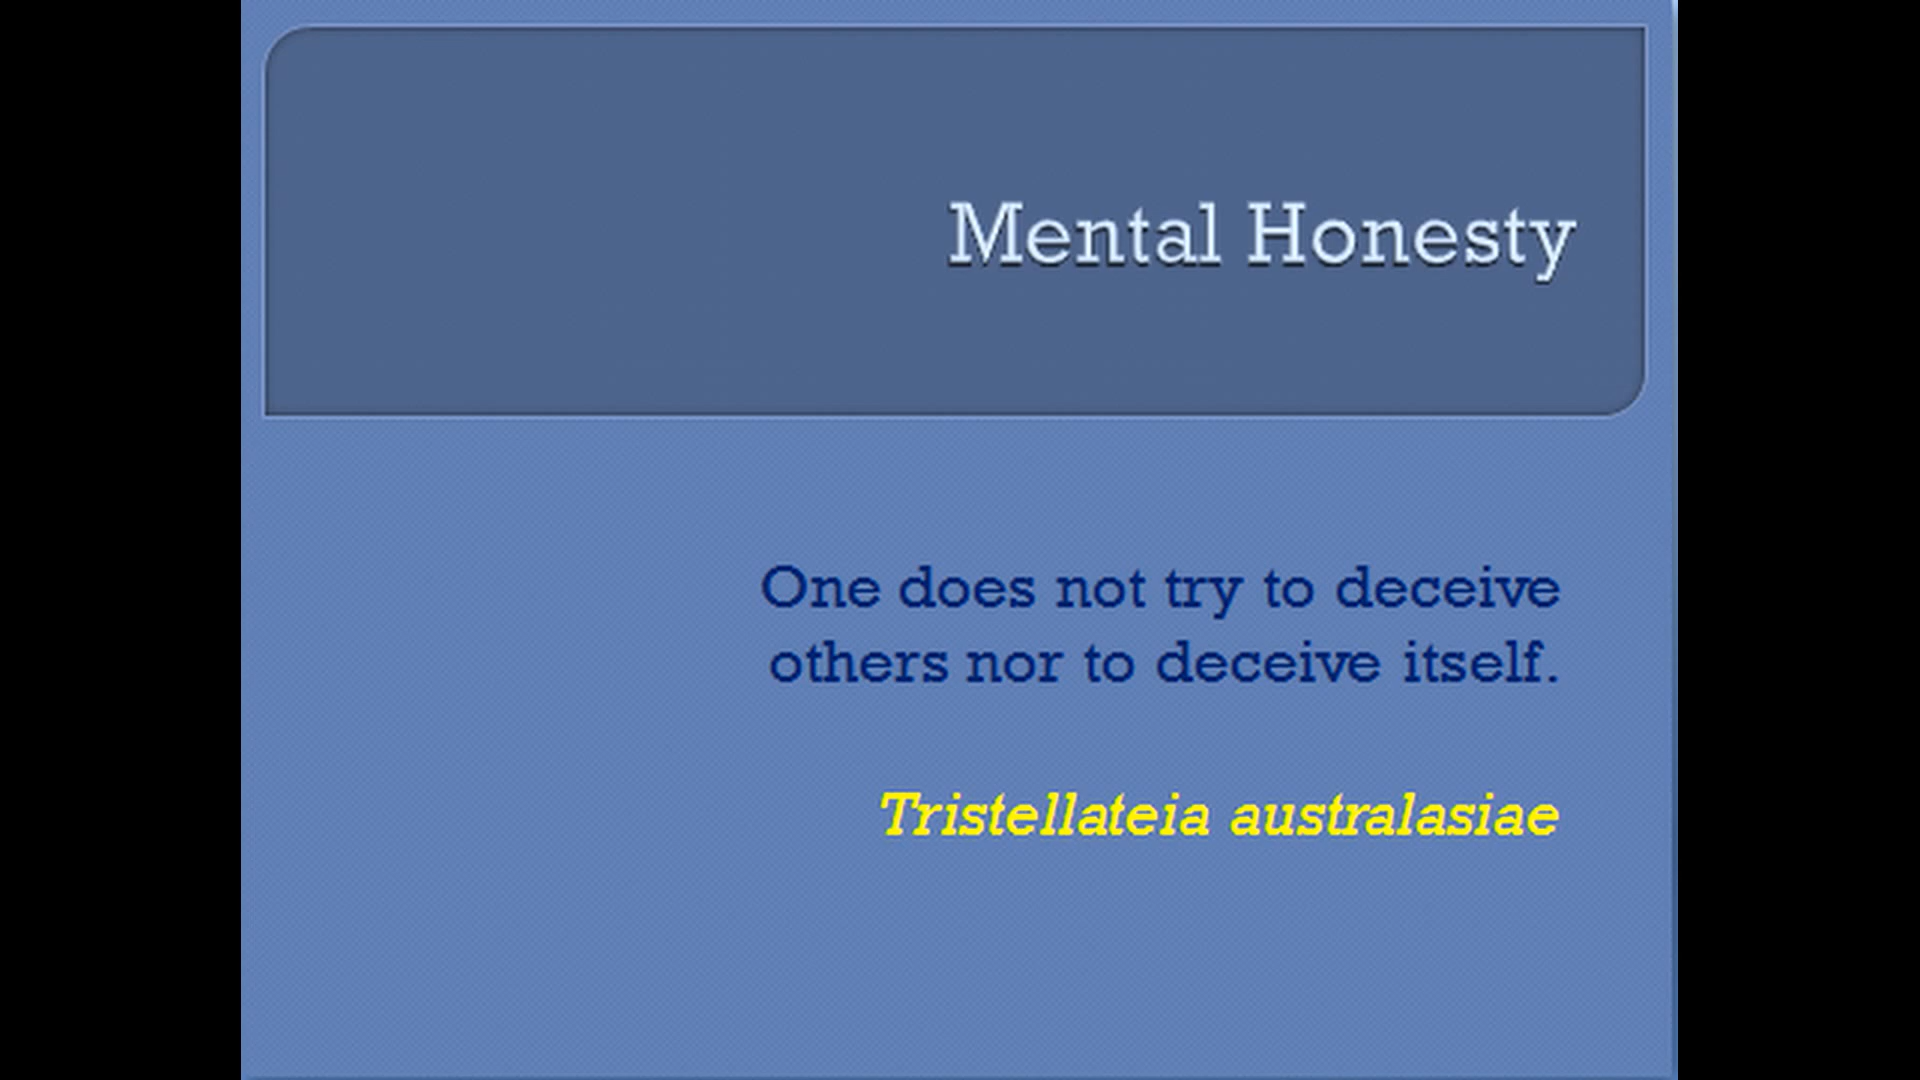 Mental Honesty
One does not try to deceive
others nor to deceive itself.
Tristellateia australasiae